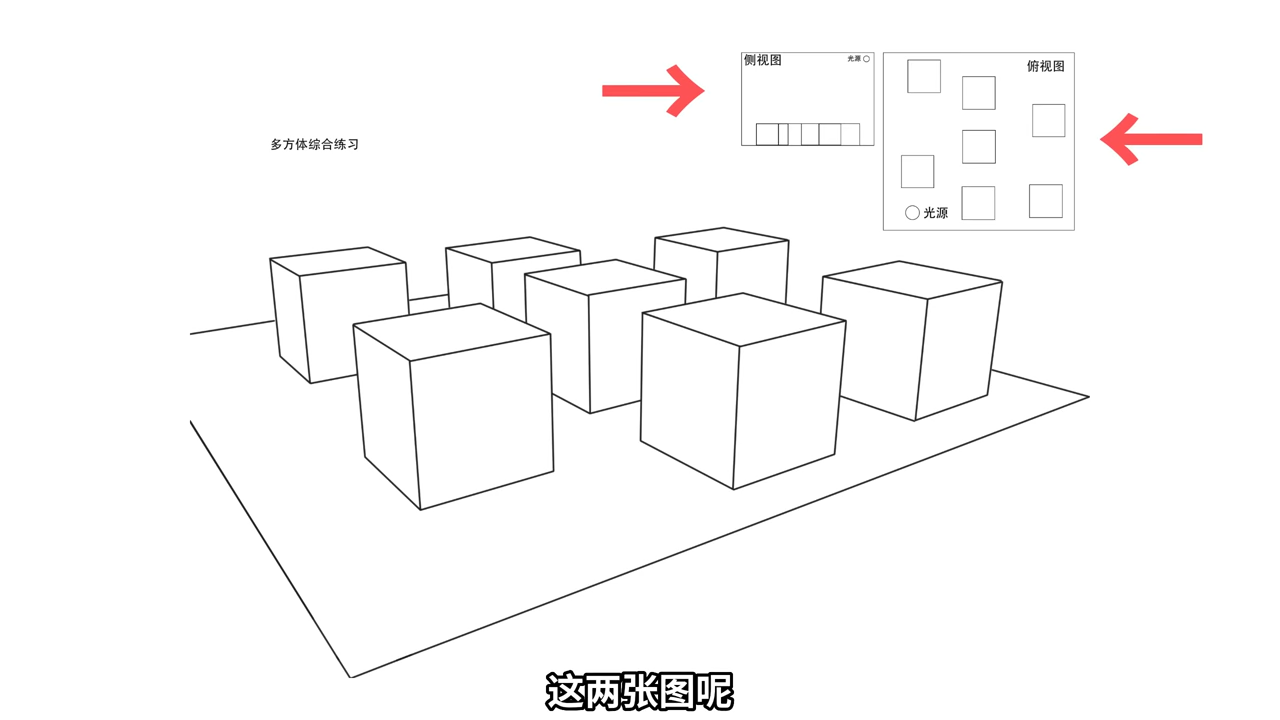 侧视图
光源
俯视图
多方体综合练习
光源
这两张图呢